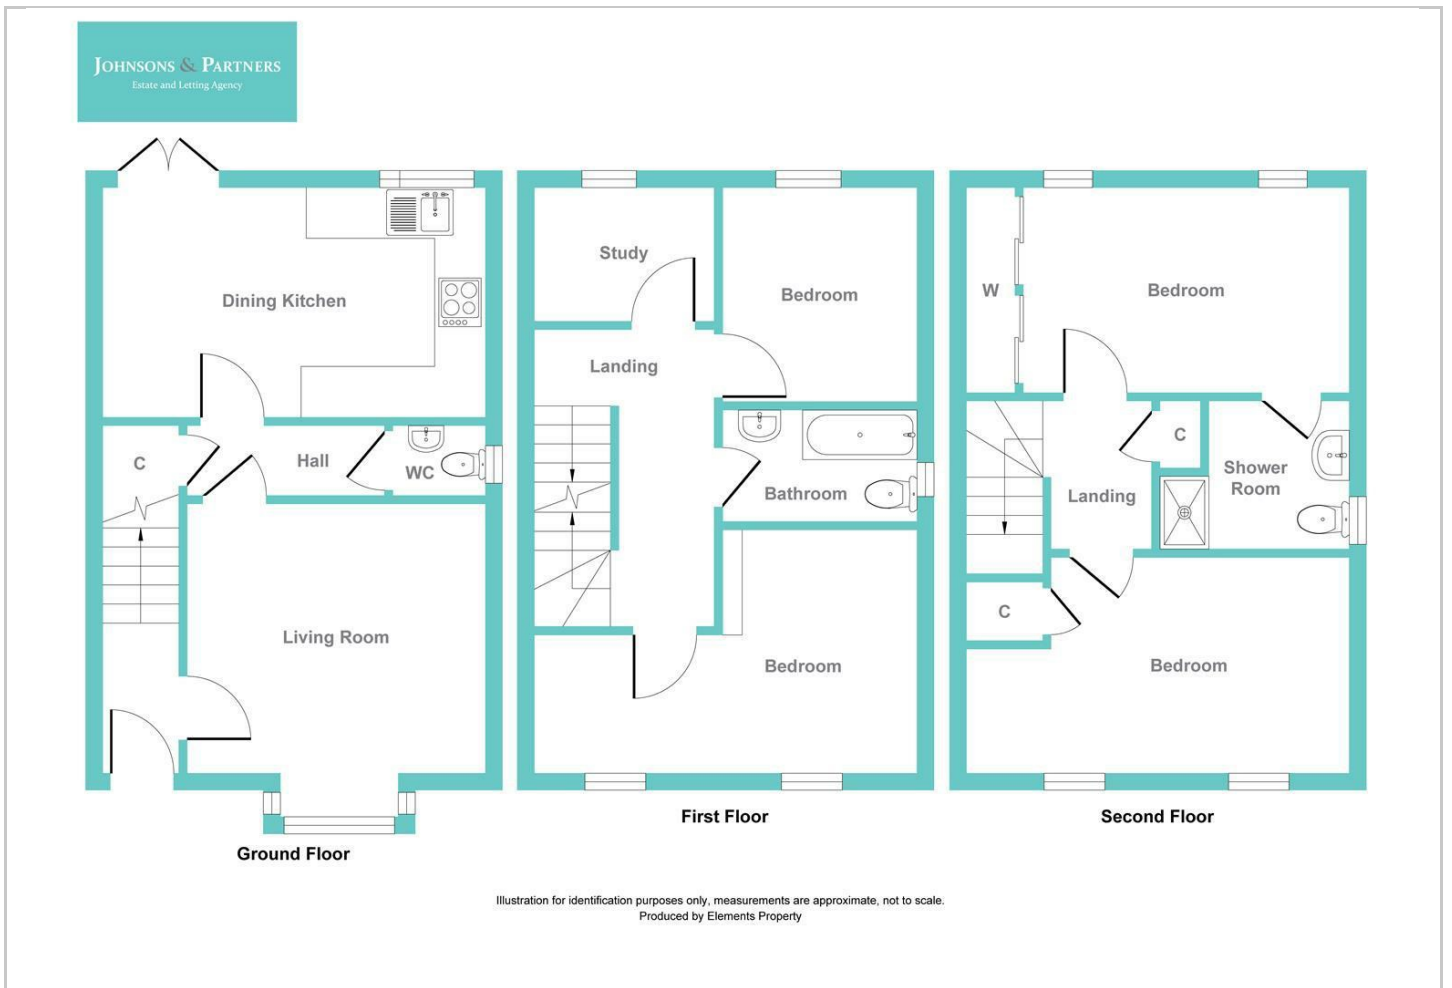 JOHNSONS & PARTNERS
Estate and Letting Agency
Dining Kitchen
C
Hall
WC
Living Room
Ground Floor
Study
Bedroom
Landing
Bathroom
Bedroom
First Floor
W
Bedroom
C
Shower
Room
Landing
C
Bedroom
Second Floor
Illustration for identification purposes only, measurements are approximate, not to scale.
Produced by Elements Property